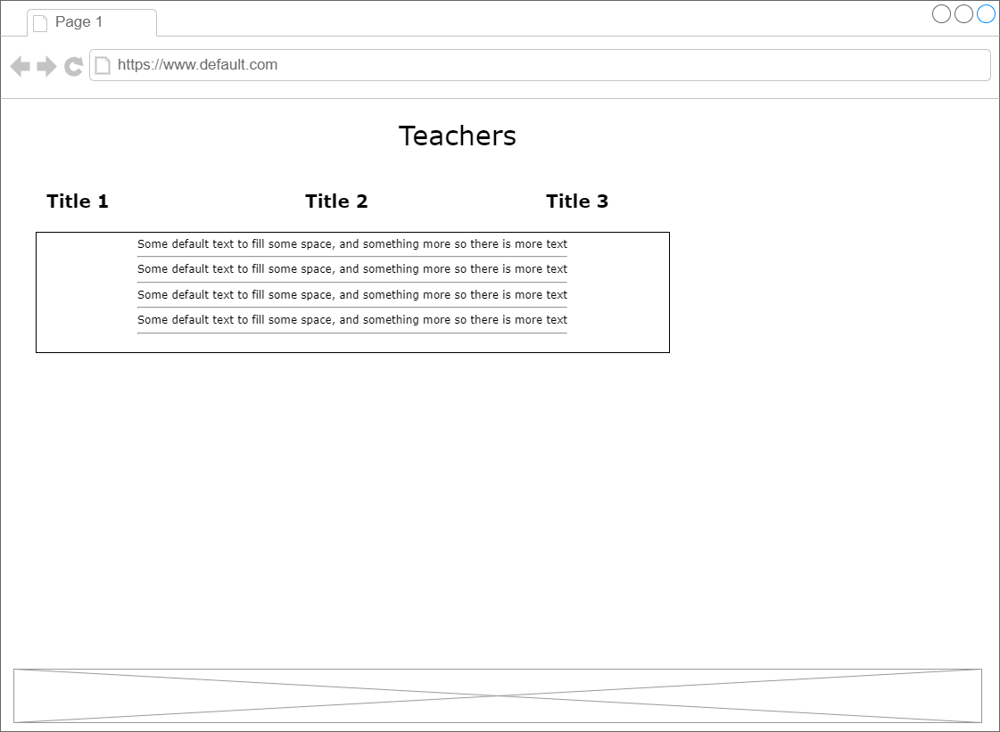 Page 1
https://www.default.com
Teachers
Title 1 Title 2 Title 3
Some default text to fill some space, and something more so there is more text
Some default text to fill some space, and something more so there is more text
Some default text to fill some space, and something more so there is more text
Some default text to fill some space, and something more so there is more text